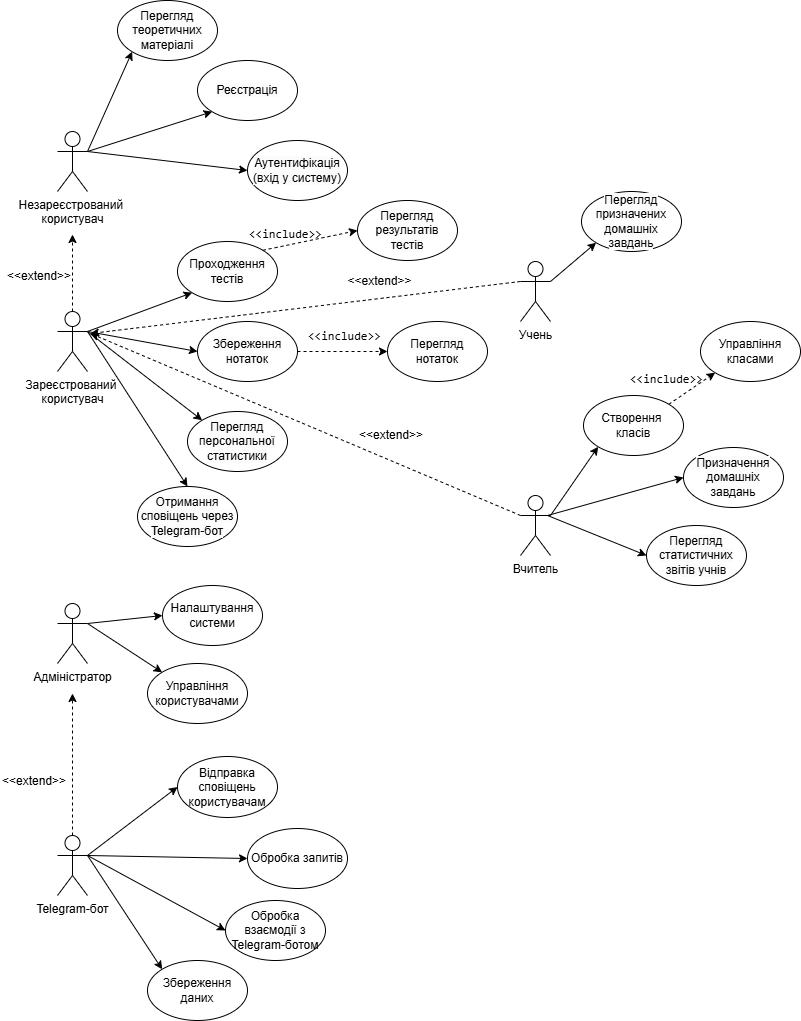 Перегляд
теоретичних
матеріалі
Реєстрація
Аутентифікація
(вхід у систему)
Незареєстрований
користувач
<<extend>>
Перегляд
результатів
тестів
<<include>>
Проходження
тестів
Перегляд
призначених
домашніх
завдань
<<extend>>
Учень
Зареєстрований
користувач
Збереження
нотаток
<<include>>
Перегляд
нотаток
Управління
класами
<<include>>
Створення
класів
Перегляд
персональної
статистики
<<extend>>
Призначення
домашніх
завдань
Отримання
сповіщень через
Telegram-бот
Вчитель
Перегляд
статистичних
звітів учнів
Налаштування
системи
Адміністратор
Управління
користувачами
<<extend>>
Відправка
сповіщень
користувачам
Обробка запитів
Telegram-бот
Обробка
взаємодії з
Telegram-ботом
Збереження
даних